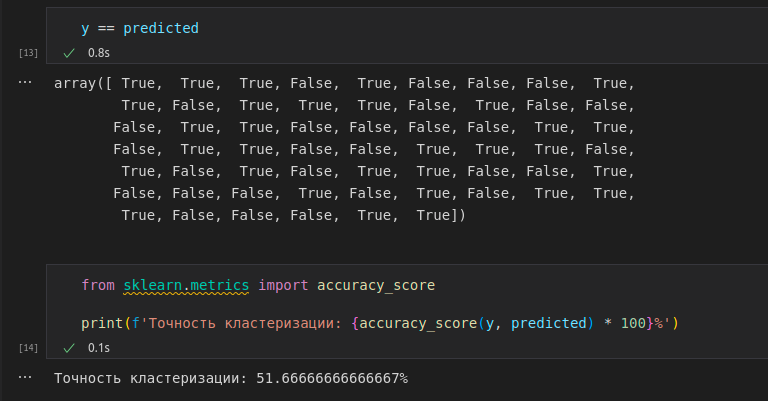 y == predicted
[13]
0.8s
array([ True,  True,  True, False,  True, False, False, False,  True,
True, False,  True,  True,  True, False,  True, False, False,
False,  True,  True, False, False, False, False,  True,  True,
False,  True,  True, False,  True, False,  True,  True, False,
True, False,  True,  True,  True,  True, False, False,  True,
False, False, False,  True, False,  True, False,  True,  True,
True, False, False, False,  True,  True])
from sklearn.metrics import accuracy_score
print(f'Точность кластеризации: {accuracy_score(y, predicted) * 100}%')
[14]
0.1s
Точность кластеризации: 51.66666666666667%